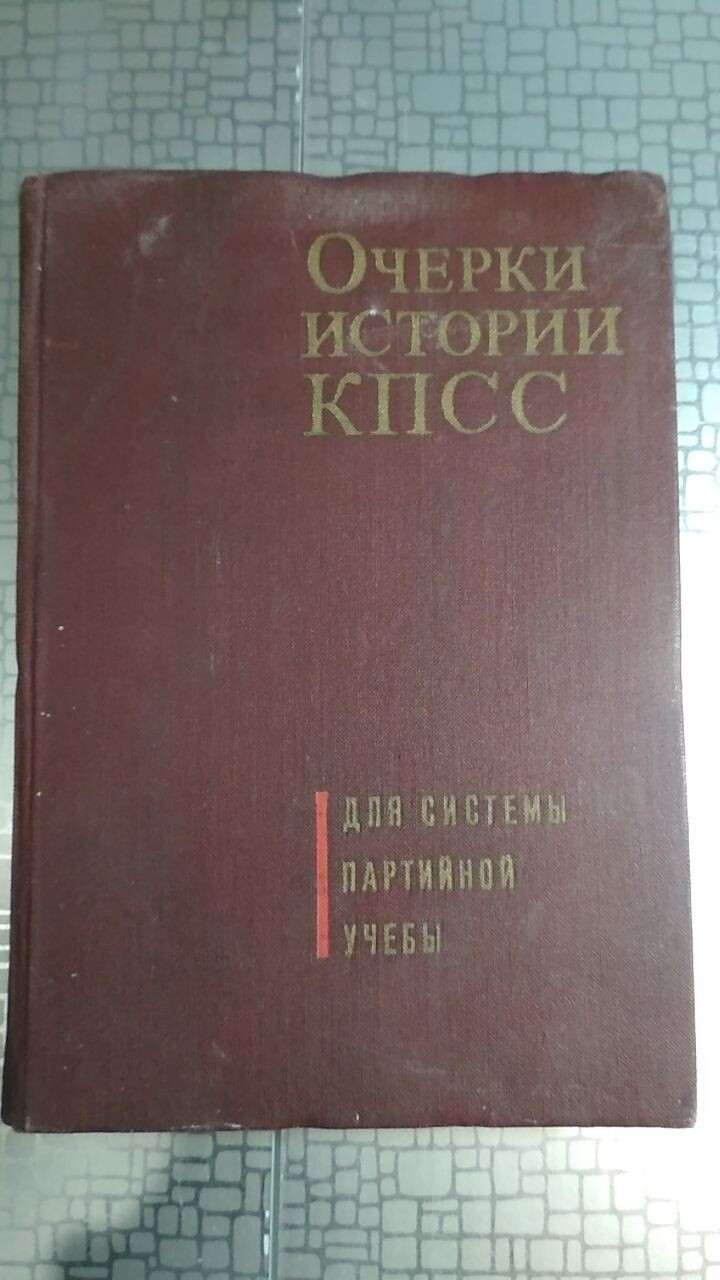 Очерки
истории
КПСС
ДЛЯ СИСТЕМЫ
ПАРТИЙНОЙ
УЧЕБЫ